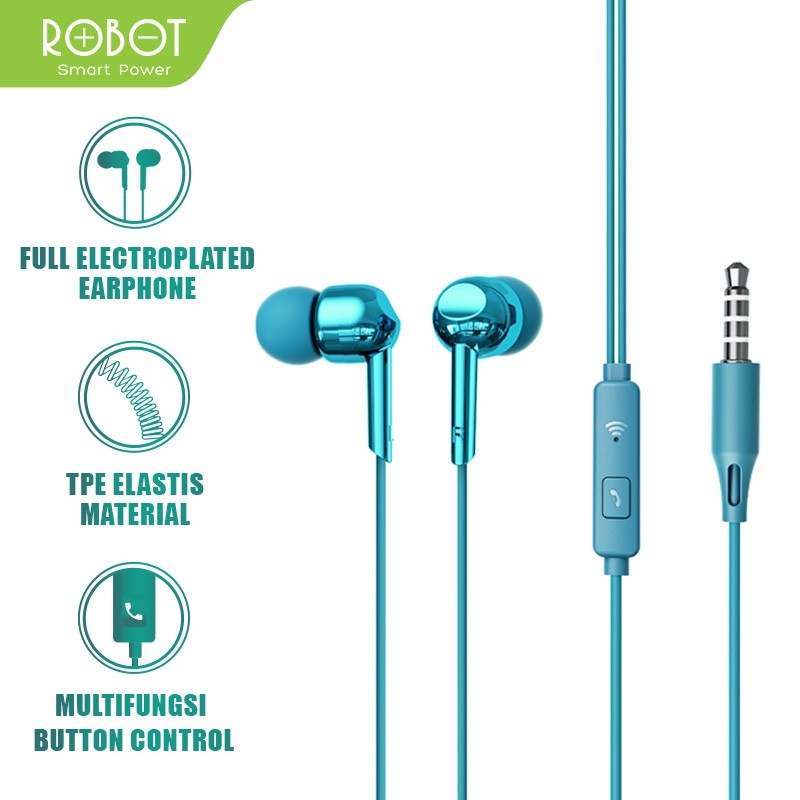 ROBOT
Smart Power
FULL ELECTROPLATED
EARPHONE
TPE ELASTIS
MATERIAL
MULTIFUNGSI
BUTTON CONTROL